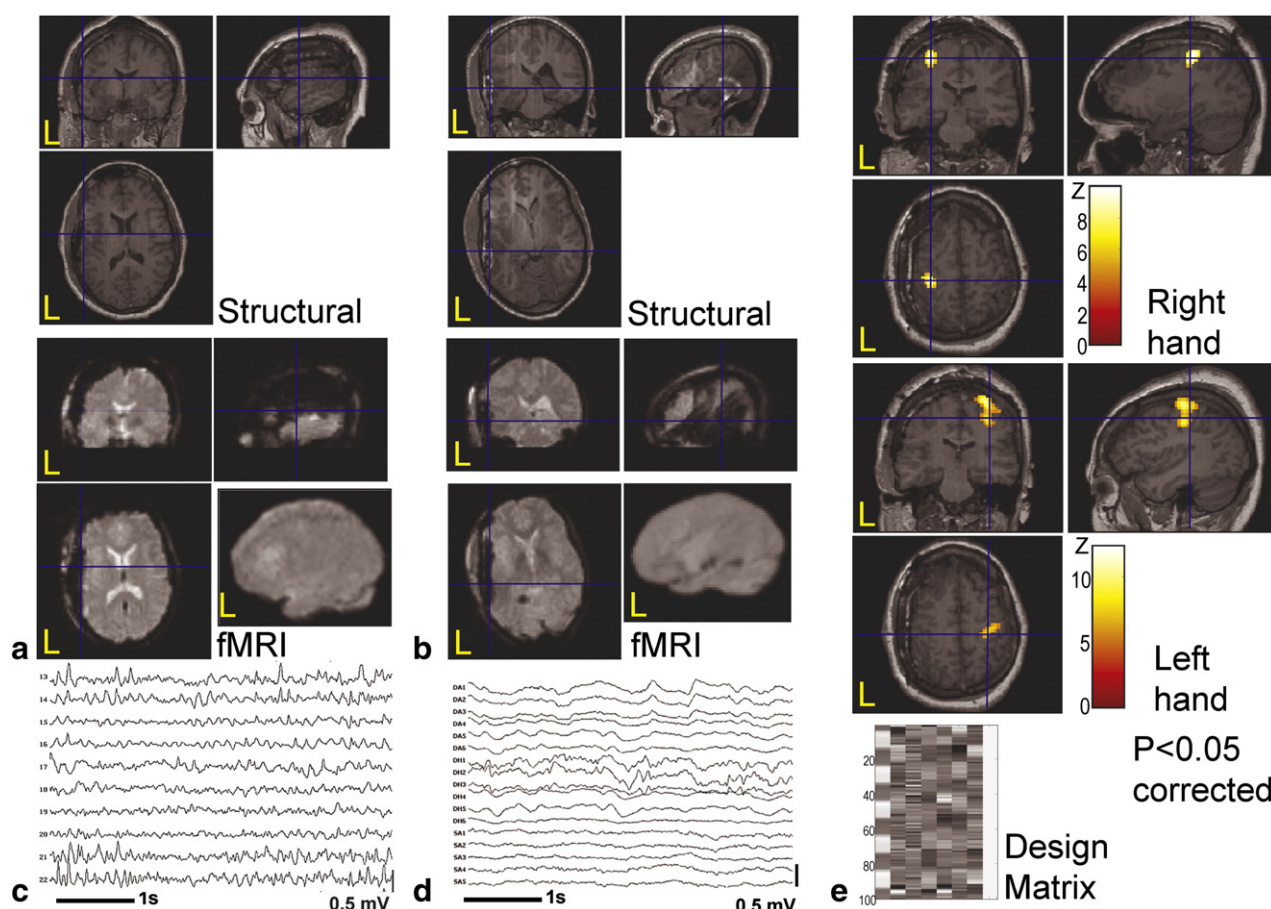 L
L
Structural
L
L
fMRI
a
L
L
Structural
L
L
fMRI
b
13
14
15
16
17
18
19
20
21
22
c
1s
0.5 mV
DA1
DA2
DA3
DA4
DA5
DA6
DH1
DH2
DH3
DH4
DH5
DH6
SA1
SA2
SA3
SA4
SA5
d
1s
0.5 mV
L
L
Z
8
6
4
2
0
Right
hand
L
L
Z
10
5
0
Left
hand
P<0.05
corrected
20
40
60
80
100
Design
Matrix
e